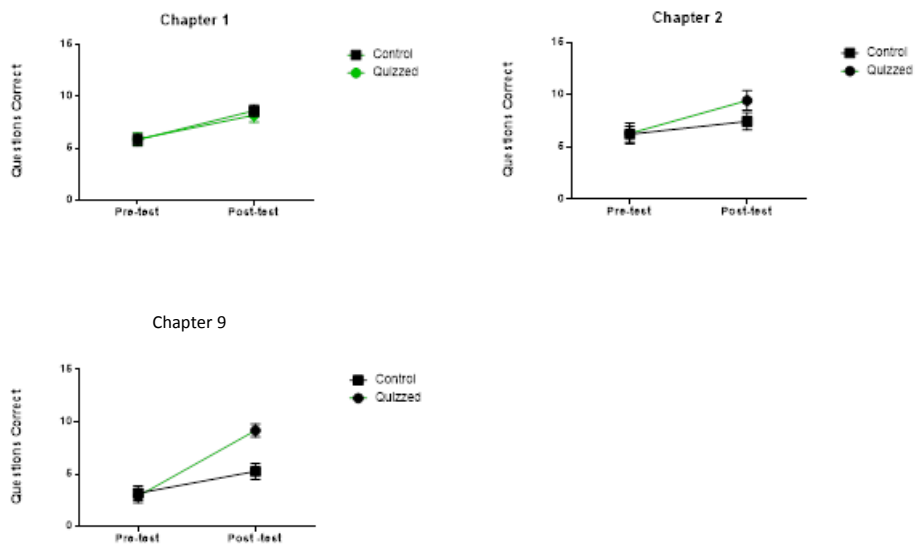 Chapter 1
15
10
5
0
Questions Correct
Pre-test
Post-test
Control
Quizzed
Chapter 2
15
10
5
0
Questions Correct
Pre-test
Post-test
Control
Quizzed
Chapter 9
15
10
5
0
Questions Correct
Pre-test
Post -test
Control
Quizzed